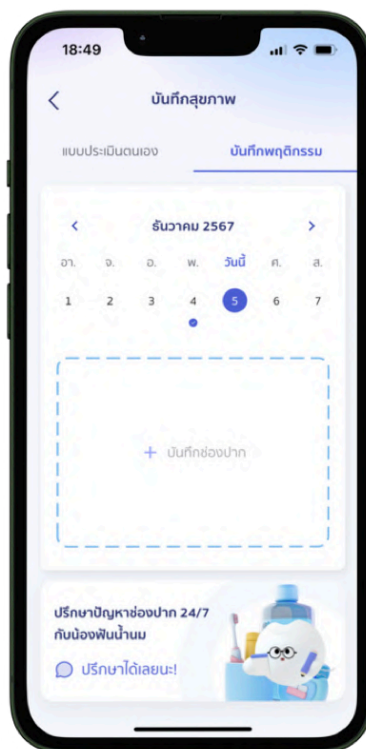 18:49
บันทึกสุขภาพ
แบบประเมินตนเอง บันทึกพฤติกรรม
ธันวาคม 2567
อา. จ. อ. พ. วันนี้ ศ. ส.
1 2 3 4 5 6 7
+ บันทึกช่องปาก
ปรึกษาปัญหาช่องปาก 24/7
กับน้องฟันน้ำนม
ปรึกษาได้เลยนะ!